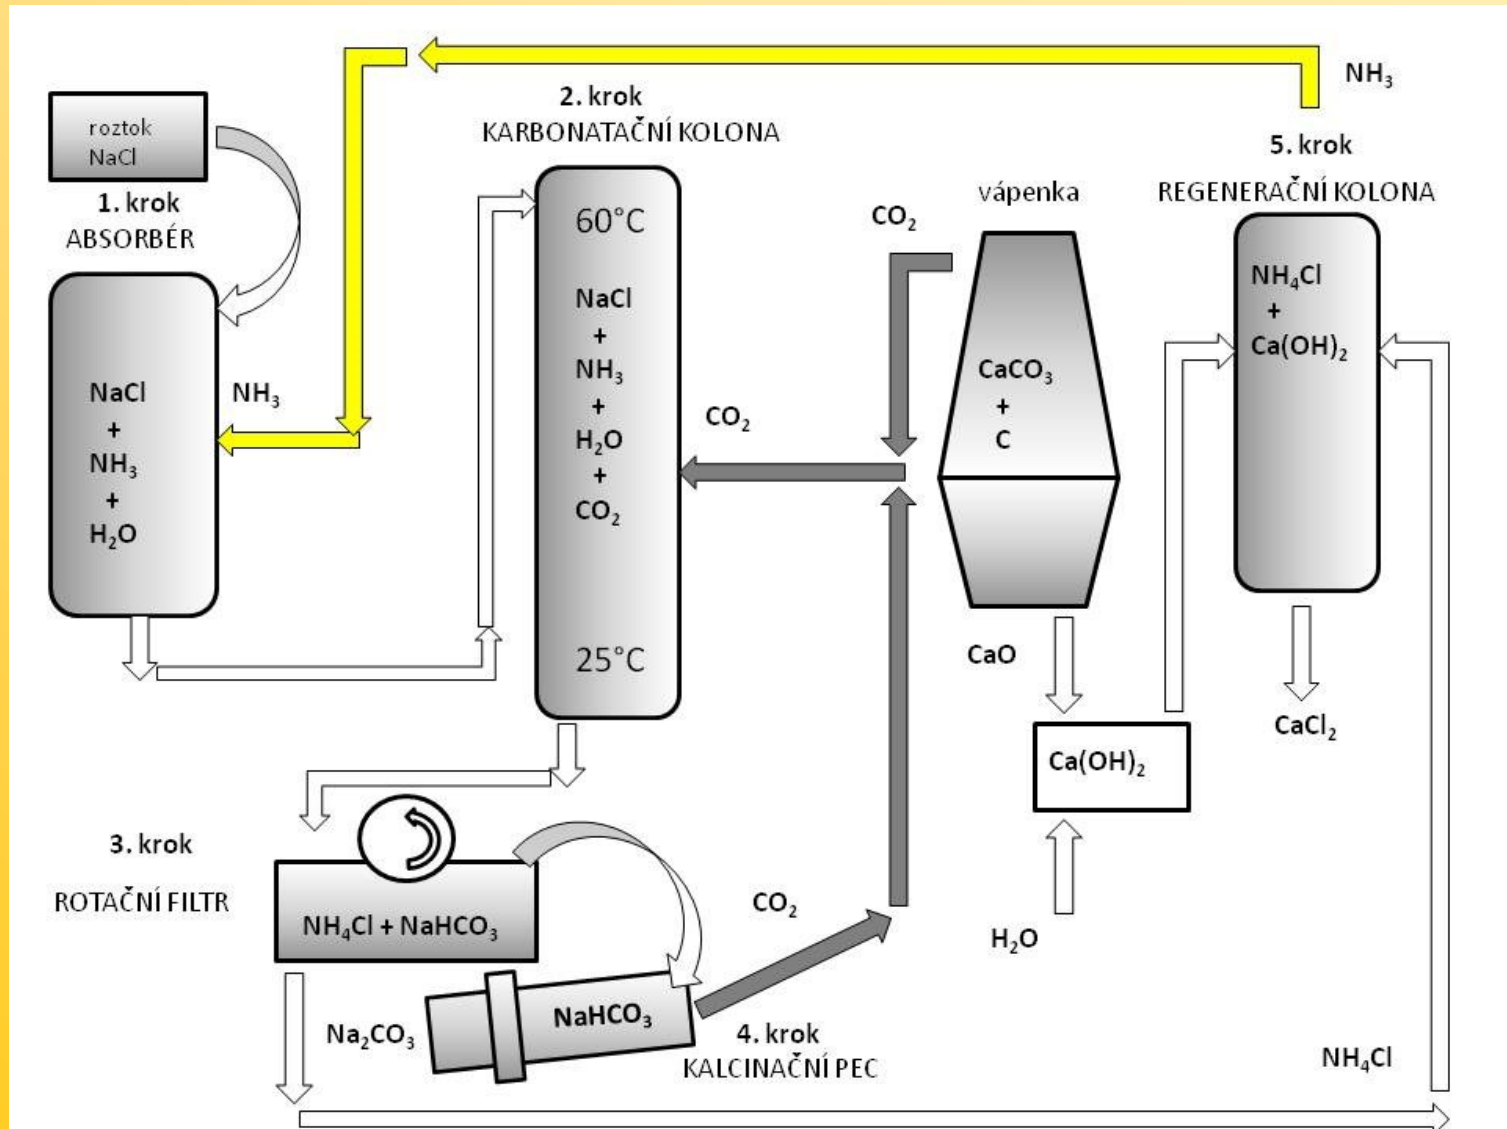 NH₃
2. krok
KARBONATAČNÍ KOLONA
roztok
NaCl
1. krok
ABSORBÉR
5. krok
REGENERAČNÍ KOLONA
vápenka
CO₂
60°C
NaCl
+
NH₃
+
H₂O
+
CO₂
25°C
NH₄Cl
+
Ca(OH)₂
CaCO₃
+
C
NaCl
+
NH₃
+
H₂O
NH₃
CO₂
CaO
CaCl₂
Ca(OH)₂
H₂O
3. krok
ROTAČNÍ FILTR
NH₄Cl + NaHCO₃
CO₂
NaHCO₃
Na₂CO₃
4. krok
KALCINAČNÍ PEC
NH₄Cl